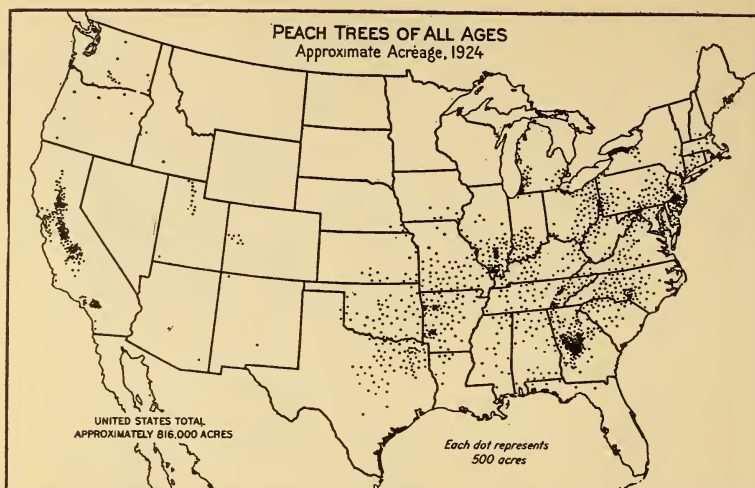 PEACH TREES OF ALL AGES
Approximate Acreage, 1924
UNITED STATES TOTAL
APPROXIMATELY 816,000 ACRES
Each dot represents
500 acres